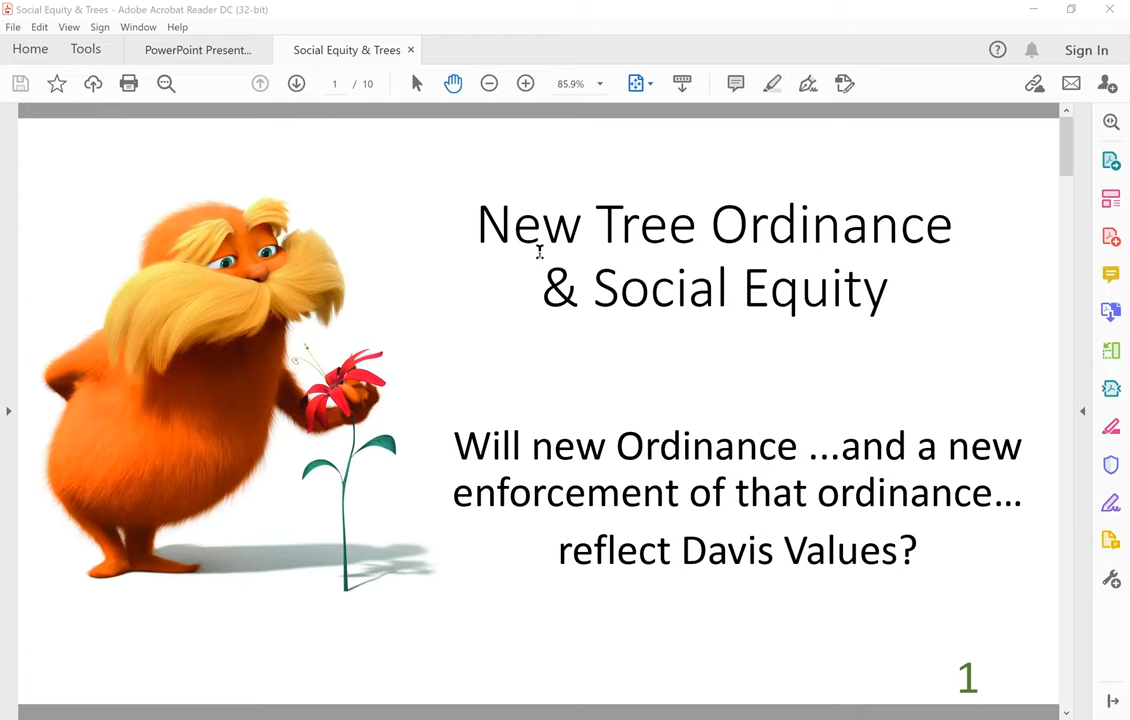 Social Equity & Trees - Adobe Acrobat Reader DC (32-bit)
File Edit View Sign Window Help
Home Tools PowerPoint Present... Social Equity & Trees × Sign In
1 / 10 85.9%
New Tree Ordinance
& Social Equity
Will new Ordinance ...and a new
enforcement of that ordinance...
reflect Davis Values?
1